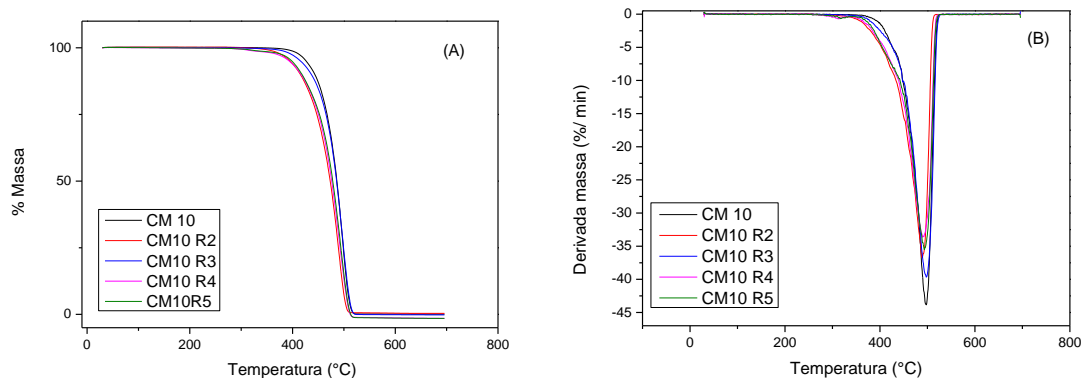 (A)
100
50
0
% Massa
CM 10
CM10 R2
CM10 R3
CM10 R4
CM10R5
0
200
400
600
800
Temperatura (°C)
(B)
0
-5
-10
-15
-20
-25
-30
-35
-40
-45
Derivada massa (%/ min)
CM 10
CM10 R2
CM10 R3
CM10 R4
CM10 R5
0
200
400
600
800
Temperatura (°C)